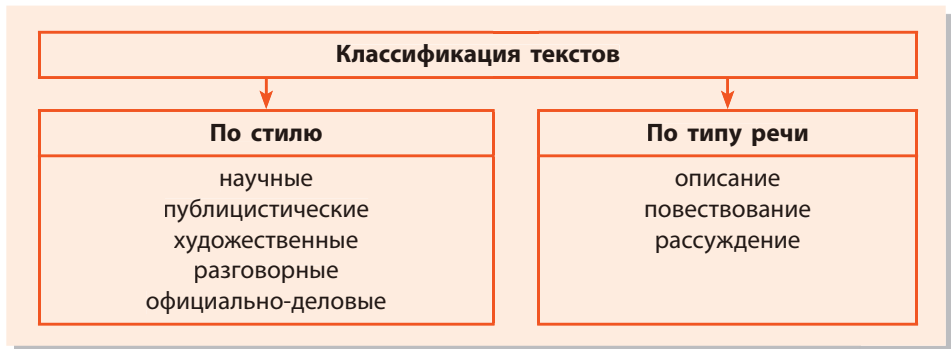 Классификация текстов
По стилю
научные
публицистические
художественные
разговорные
официально-деловые
По типу речи
описание
повествование
рассуждение